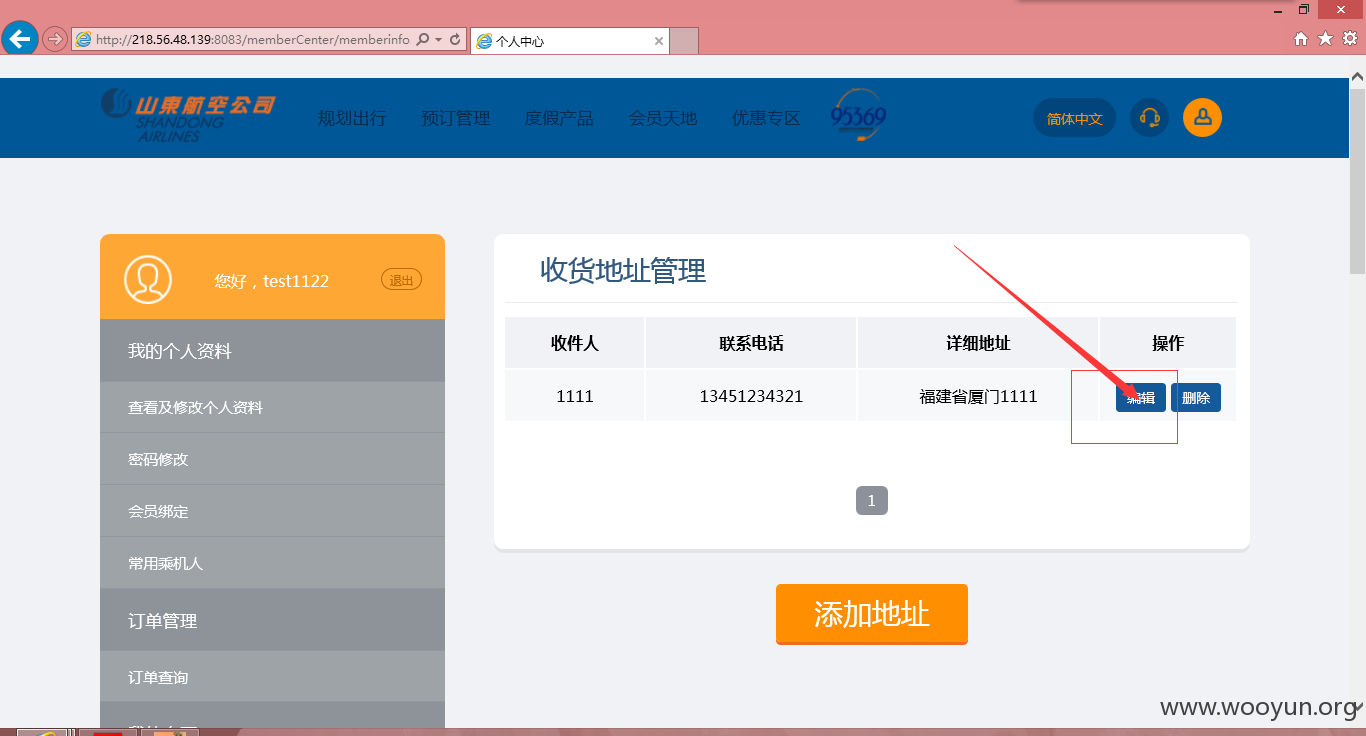 http://218.56.48.139:8083/memberCenter/memberinfo
个人中心
山東航空公司
SHANDONG
AIRLINES
规划出行
预订管理
度假产品
会员天地
优惠专区
95369
简体中文
您好，test1122
退出
我的个人资料
查看及修改个人资料
密码修改
会员绑定
常用乘机人
订单管理
订单查询
收货地址管理
收件人 联系电话 详细地址 操作
1111 13451234321 福建省厦门1111 编辑 删除
1
添加地址
www.wooyun.org